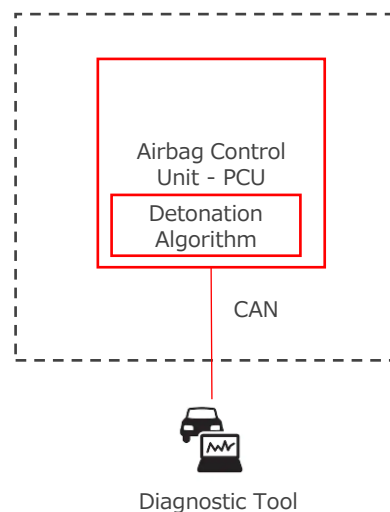 Airbag Control
Unit - PCU
Detonation
Algorithm
CAN
Diagnostic Tool